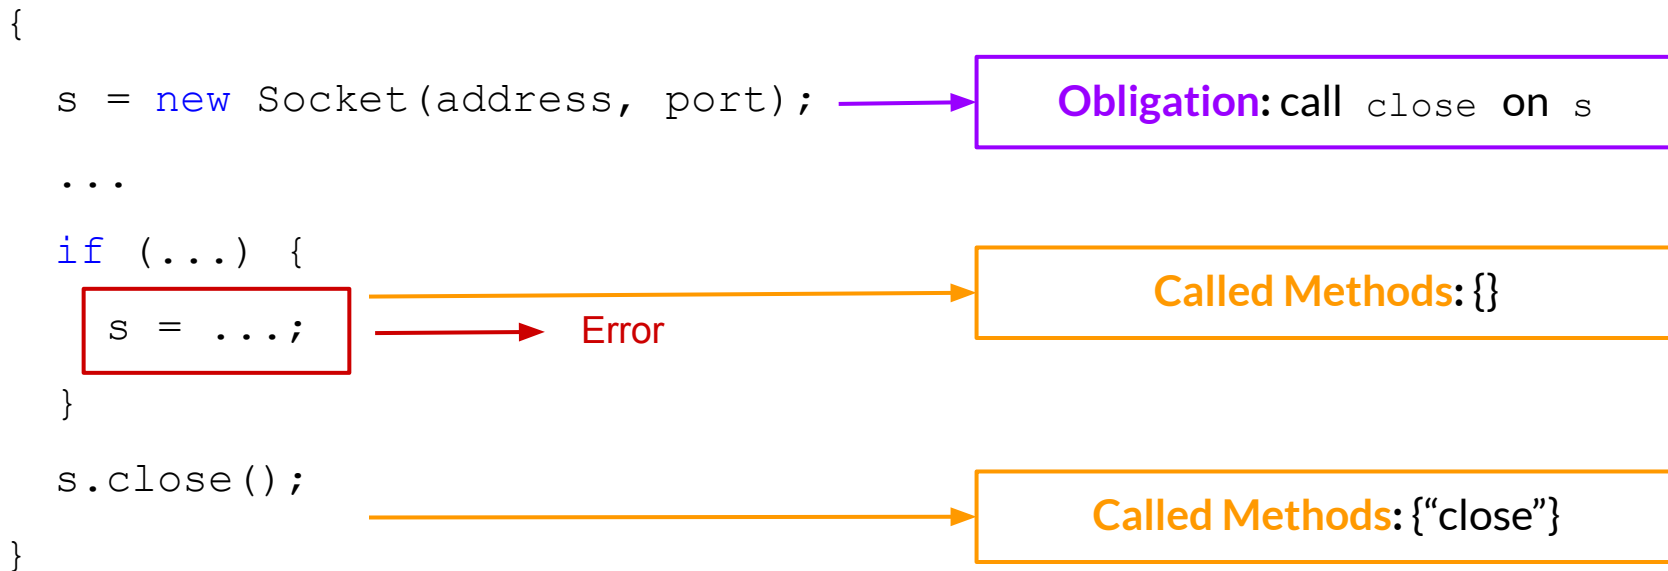 {
s = new Socket(address, port);
Obligation: call close on s
...
if (...) {
Called Methods: {}
s = ...;
Error
}
s.close();
Called Methods: {“close”}
}